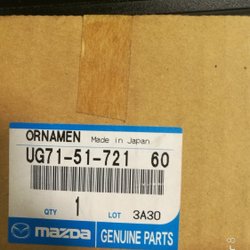 ORNAMEN Made in Japan
UG71-51-721 60
1
QTY LOT 3A30
mazda GENUINE PARTS